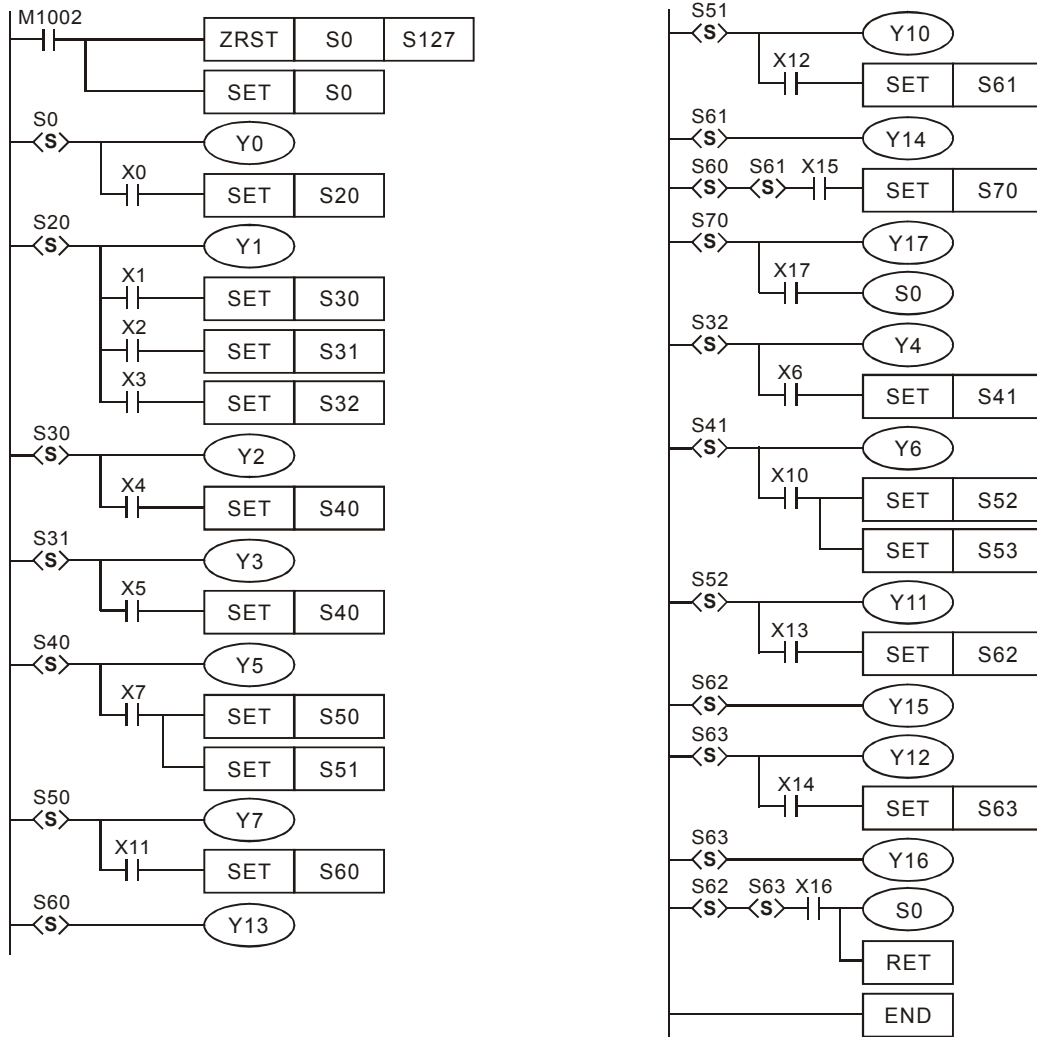 M1002
ZRST S0 S127
SET S0
S0
S Y0
X0
SET S20
S20
S Y1
X1
SET S30
X2
SET S31
X3
SET S32
S30
S Y2
X4
SET S40
S31
S Y3
X5
SET S40
S40
S Y5
X7
SET S50
SET S51
S50
S Y7
X11
SET S60
S60
S Y13
S51
S Y10
X12
SET S61
S61
S Y14
S60 S61 X15
S S SET S70
S70
S Y17
X17
S0
S32
S Y4
X6
SET S41
S41
S Y6
X10
SET S52
SET S53
S52
S Y11
X13
SET S62
S62
S Y15
S63
S Y12
X14
SET S63
S63
S Y16
S62 S63 X16
S S S0
RET
END